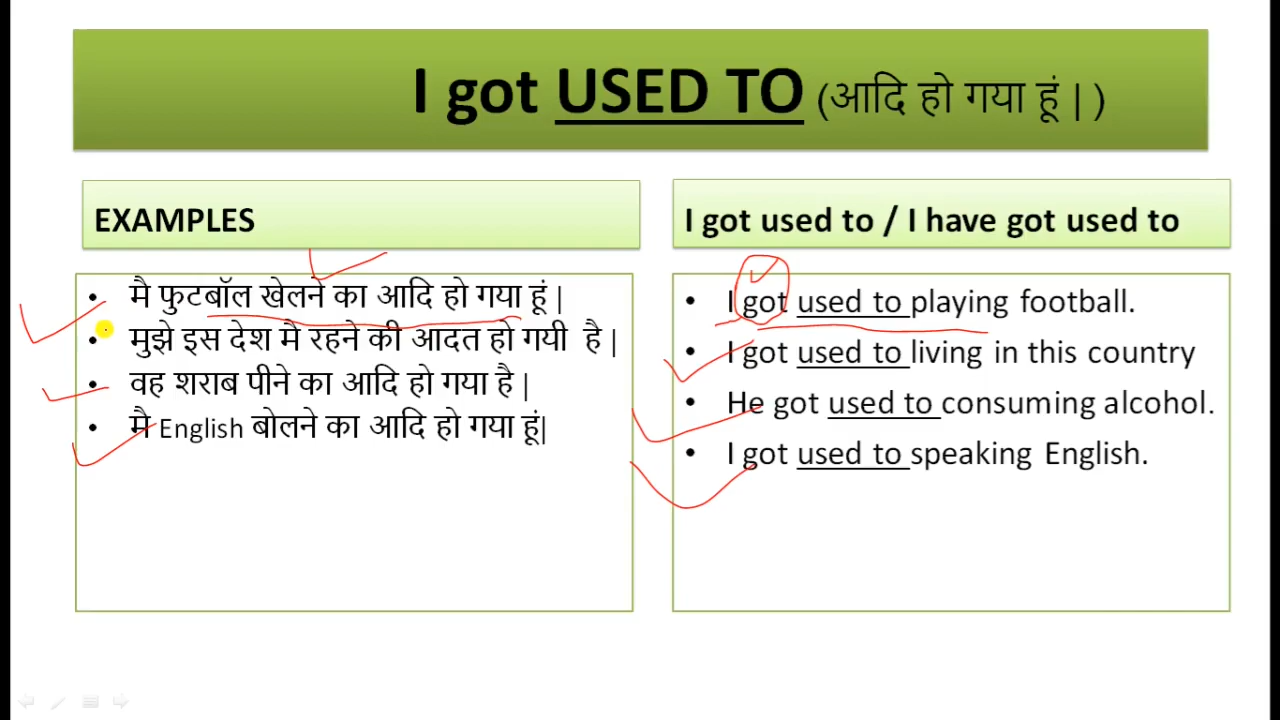 I got USED TO (आदि हो गया हूं | )
EXAMPLES
• मै फुटबॉल खेलने का आदि हो गया हूं |
• मुझे इस देश मै रहने की आदत हो गयी है |
• वह शराब पीने का आदि हो गया है |
• मै English बोलने का आदि हो गया हूं|
I got used to / I have got used to
• I got used to playing football.
• I got used to living in this country
• He got used to consuming alcohol.
• I got used to speaking English.